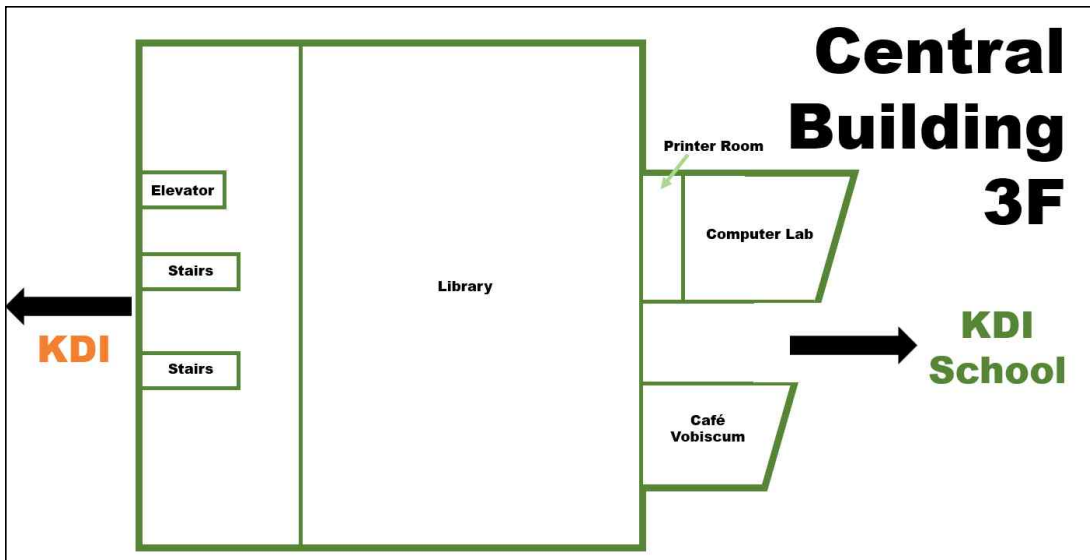 Central
Building
3F
Printer Room
Elevator
Computer Lab
Stairs
Library
KDI
KDI
School
Stairs
Café
Vobiscum